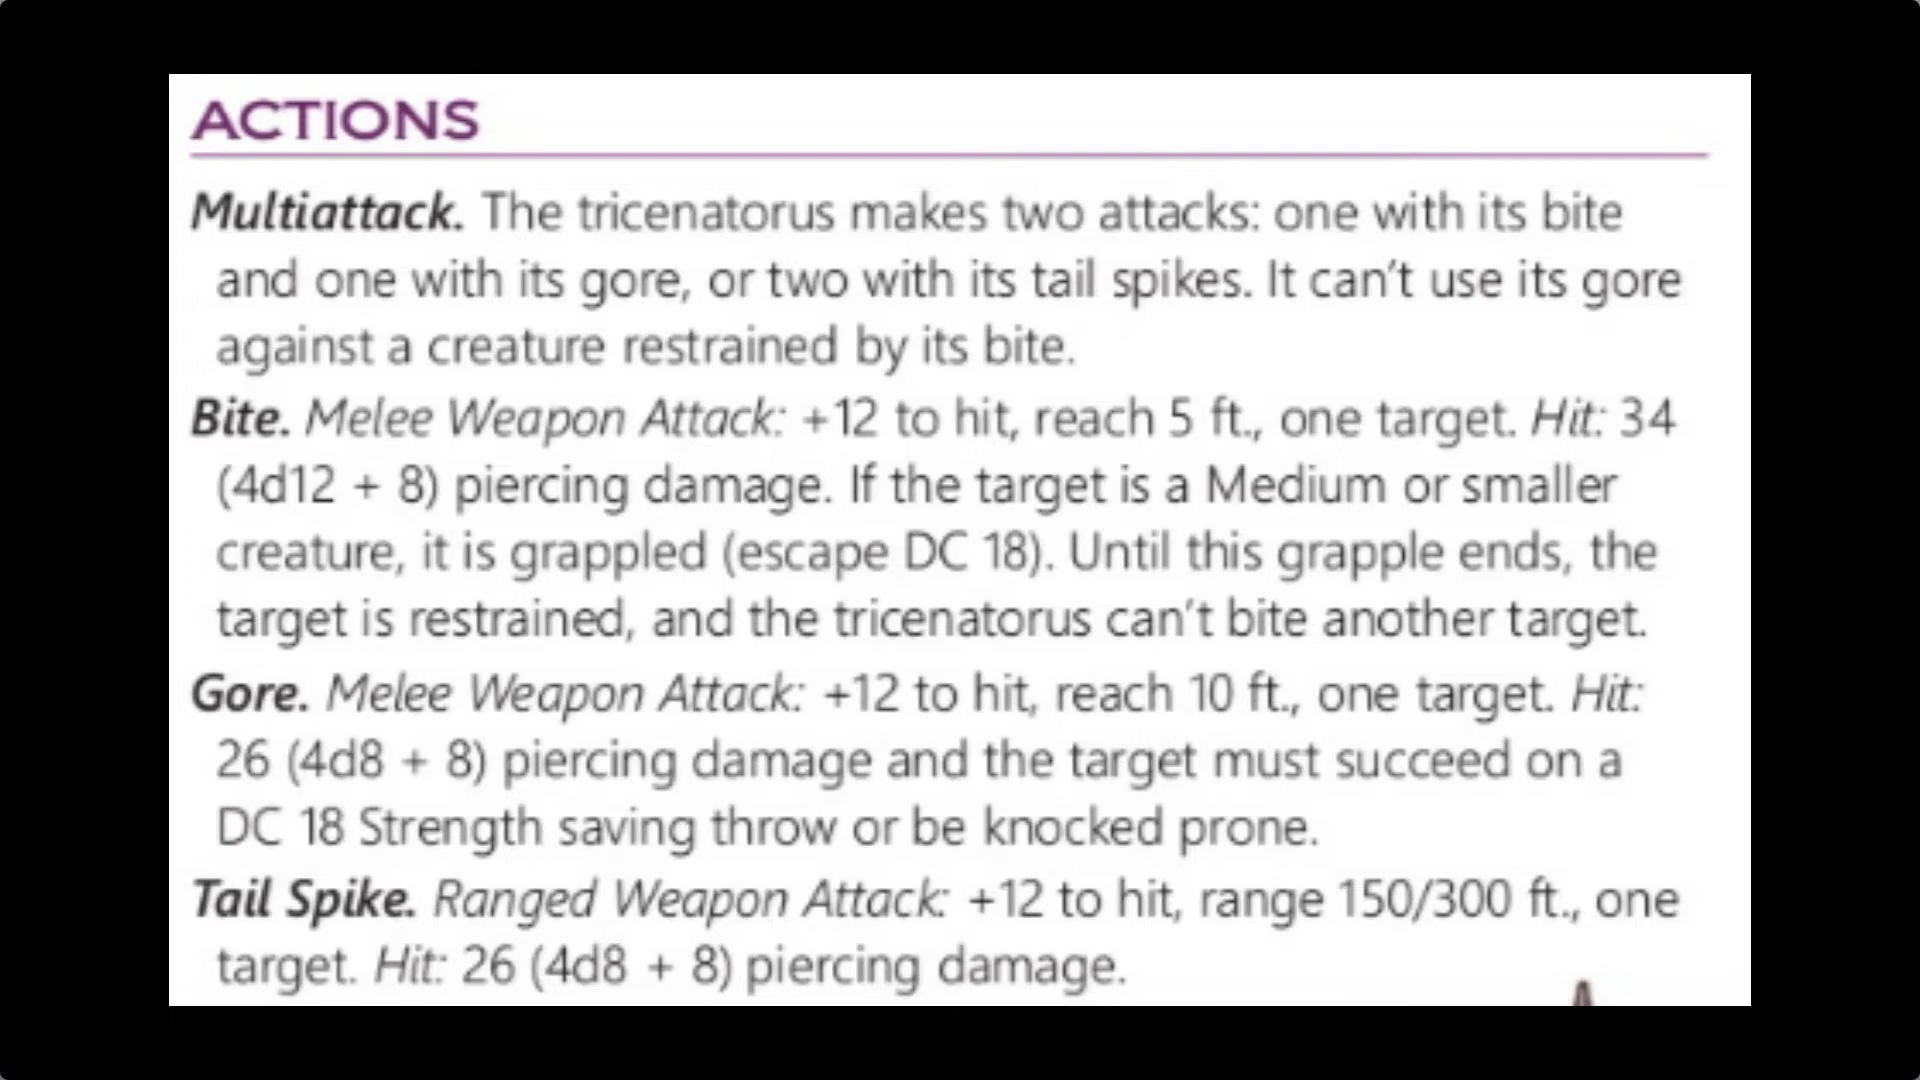 ACTIONS
Multiattack. The tricenatorus makes two attacks: one with its bite
and one with its gore, or two with its tail spikes. It can't use its gore
against a creature restrained by its bite.
Bite. Melee Weapon Attack: +12 to hit, reach 5 ft., one target. Hit: 34
(4d12 + 8) piercing damage. If the target is a Medium or smaller
creature, it is grappled (escape DC 18). Until this grapple ends, the
target is restrained, and the tricenatorus can't bite another target.
Gore. Melee Weapon Attack: +12 to hit, reach 10 ft., one target. Hit:
26 (4d8 + 8) piercing damage and the target must succeed on a
DC 18 Strength saving throw or be knocked prone.
Tail Spike. Ranged Weapon Attack: +12 to hit, range 150/300 ft., one
target. Hit: 26 (4d8 + 8) piercing damage.